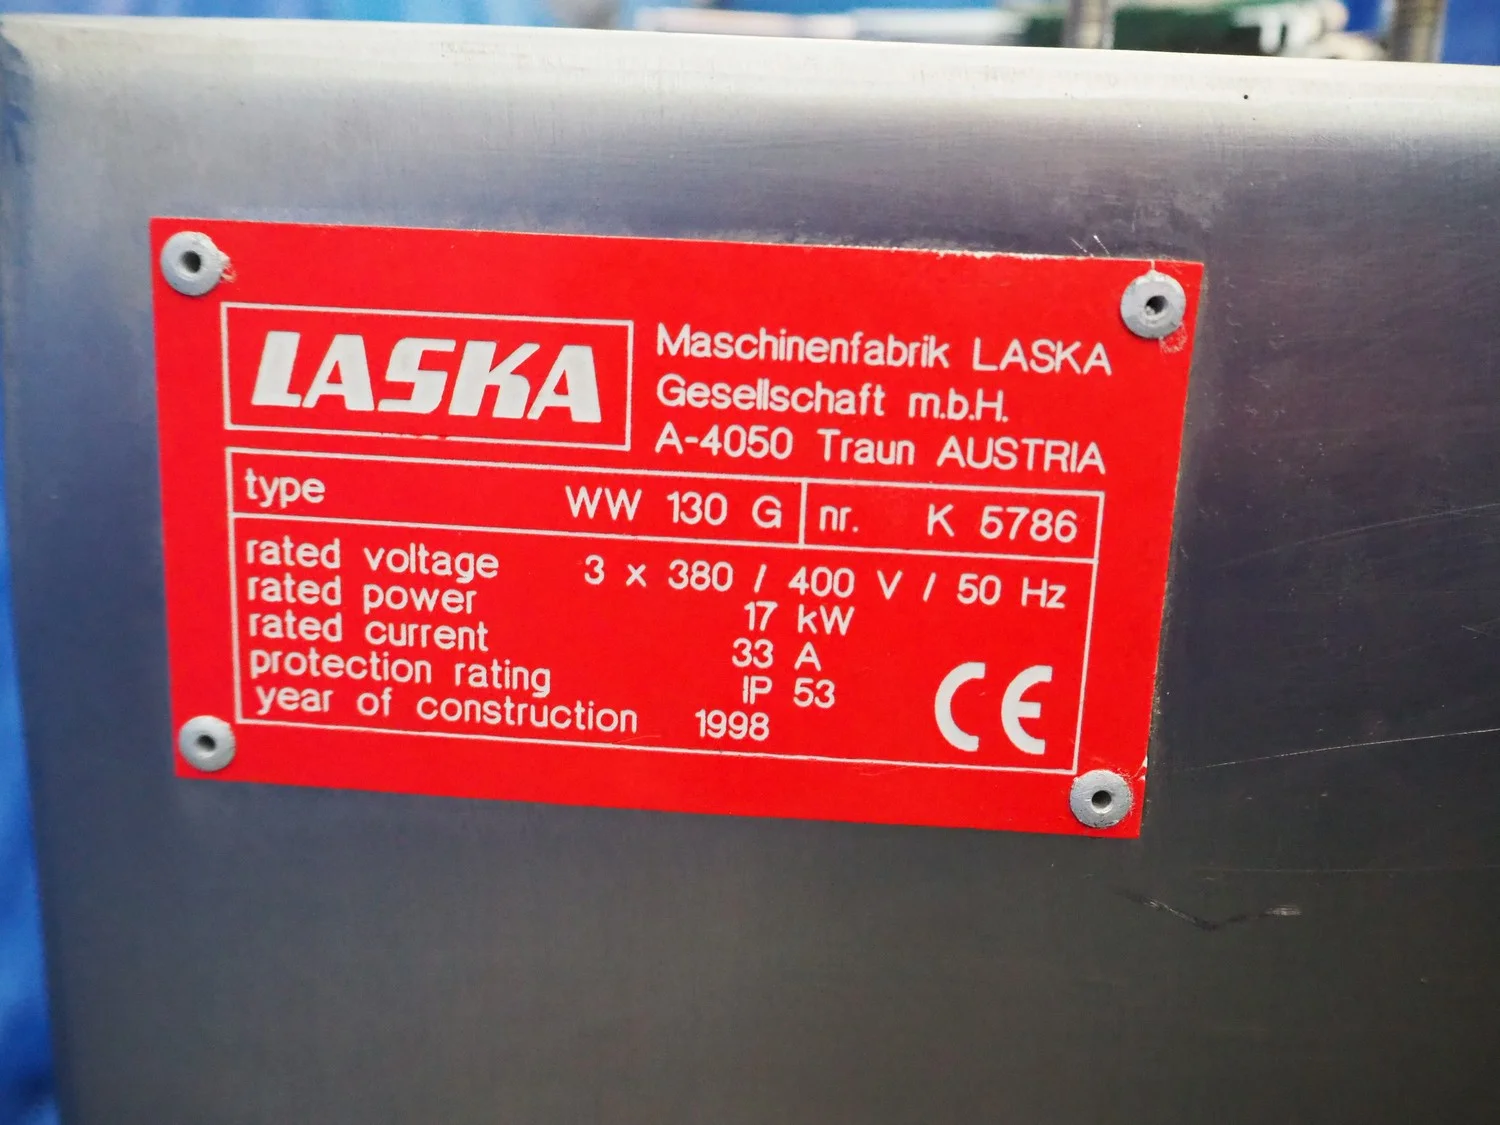 LASKA
Maschinenfabrik LASKA
Gesellschaft m.b.H.
A-4050 Traun AUSTRIA
type WW 130 G nr. K 5786
rated voltage 3 x 380 / 400 V / 50 Hz
rated power 17 kW
rated current 33 A
protection rating IP 53
year of construction 1998
CE